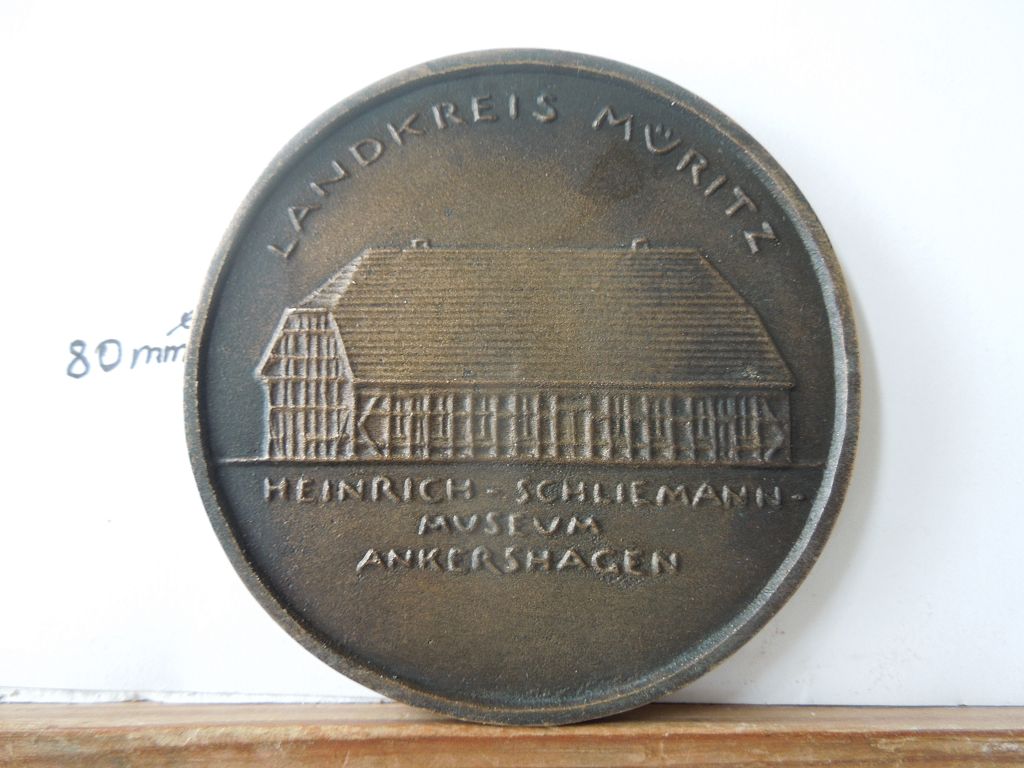 LANDKREIS MÜRITZ
80 mm
HEINRICH-SCHLIEMANN-
MUSEUM
ANKERSHAGEN